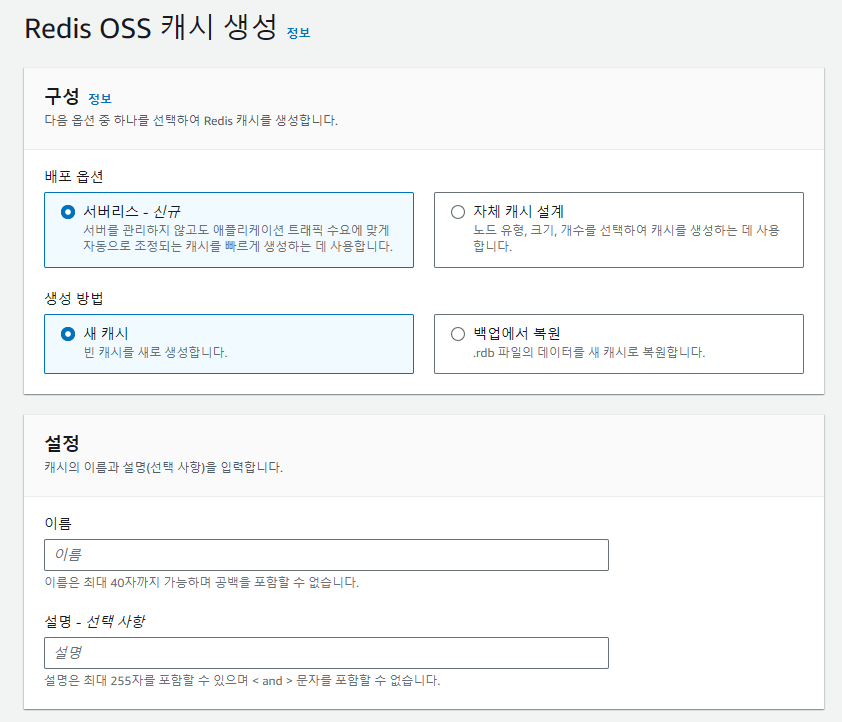 Redis OSS 캐시 생성 정보
구성 정보
다음 옵션 중 하나를 선택하여 Redis 캐시를 생성합니다.
배포 옵션
서버리스 - 신규
서버를 관리하지 않고도 애플리케이션 트래픽 수요에 맞게
자동으로 조정되는 캐시를 빠르게 생성하는 데 사용합니다.
자체 캐시 설계
노드 유형, 크기, 개수를 선택하여 캐시를 생성하는 데 사용
합니다.
생성 방법
새 캐시
빈 캐시를 새로 생성합니다.
백업에서 복원
.rdb 파일의 데이터를 새 캐시로 복원합니다.
설정
캐시의 이름과 설명(선택 사항)을 입력합니다.
이름
이름
이름은 최대 40자까지 가능하며 공백을 포함할 수 없습니다.
설명 - 선택 사항
설명
설명은 최대 255자를 포함할 수 있으며 < and > 문자를 포함할 수 없습니다.